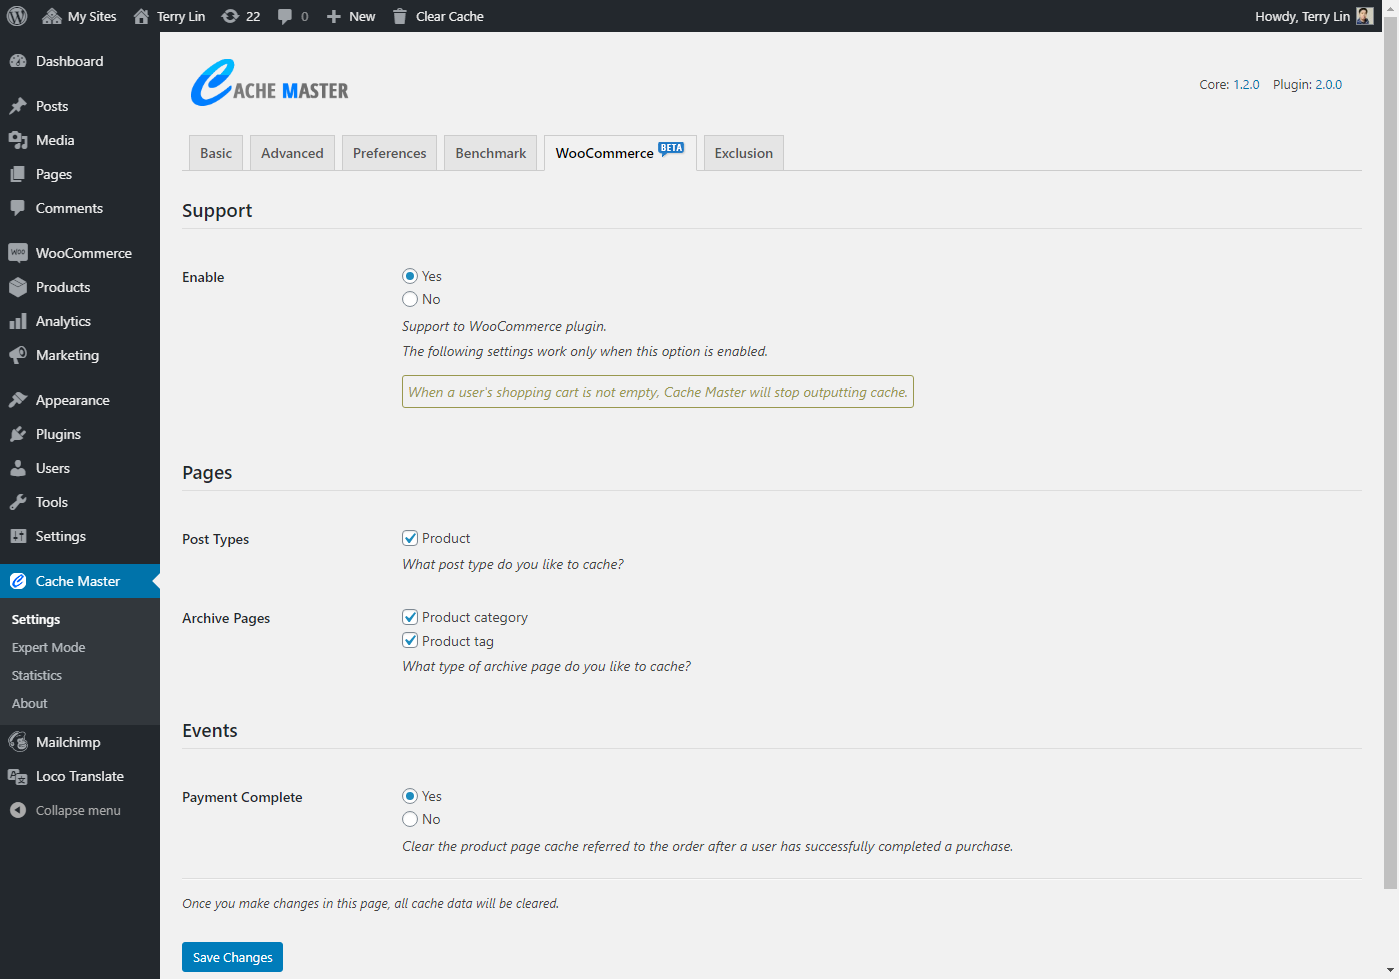 My Sites Terry Lin 22 0 New Clear Cache Howdy, Terry Lin
Dashboard
Posts
Media
Pages
Comments
WooCommerce
Products
Analytics
Marketing
Appearance
Plugins
Users
Tools
Settings
Cache Master
Settings
Expert Mode
Statistics
About
Mailchimp
Loco Translate
Collapse menu
CACHE MASTER
Core: 1.2.0 Plugin: 2.0.0
Basic Advanced Preferences Benchmark WooCommerce BETA Exclusion
Support
Enable
Yes
No
Support to WooCommerce plugin.
The following settings work only when this option is enabled.
When a user's shopping cart is not empty, Cache Master will stop outputting cache.
Pages
Post Types
Product
What post type do you like to cache?
Archive Pages
Product category
Product tag
What type of archive page do you like to cache?
Events
Payment Complete
Yes
No
Clear the product page cache referred to the order after a user has successfully completed a purchase.
Once you make changes in this page, all cache data will be cleared.
Save Changes